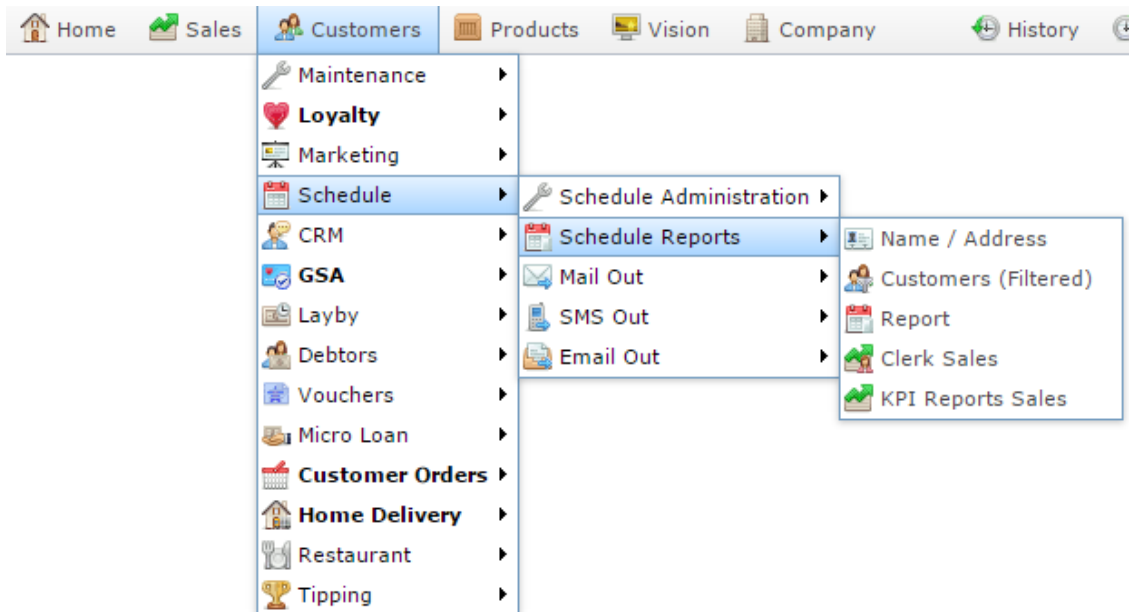 Home Sales Customers Products Vision Company History
Maintenance
Loyalty
Marketing
Schedule
CRM
GSA
Layby
Debtors
Vouchers
Micro Loan
Customer Orders
Home Delivery
Restaurant
Tipping
Schedule Administration
Schedule Reports
Mail Out
SMS Out
Email Out
Name / Address
Customers (Filtered)
Report
Clerk Sales
KPI Reports Sales